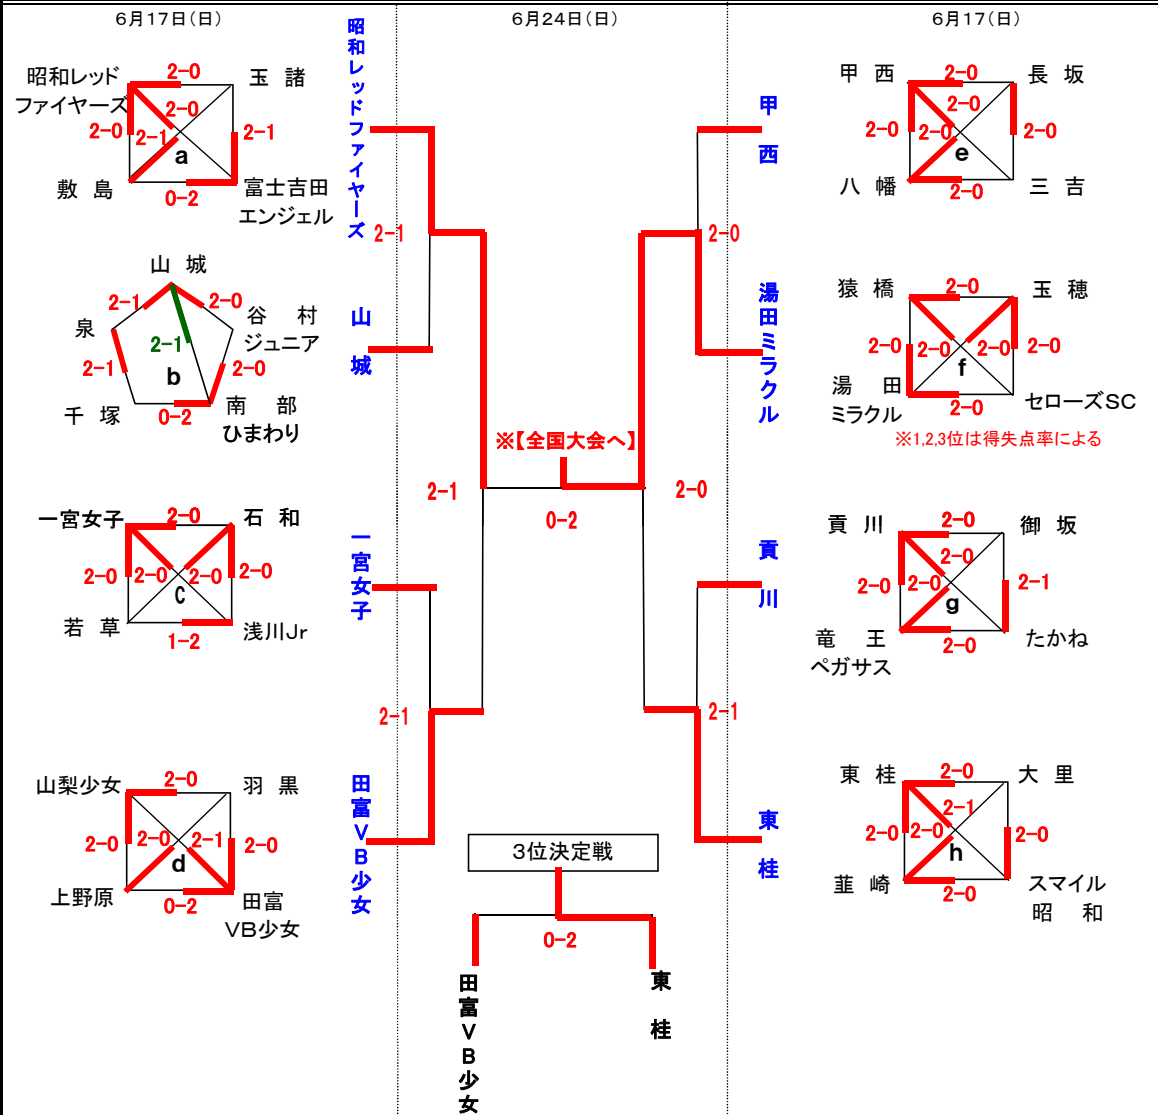 6月17日(日)
6月24日(日)
6月17日(日)
昭和レッド
ファイヤーズ
2-0
玉 諸
2-0
2-0
2-1
2-1
a
敷 島
0-2
富士吉田
エンジェル
山 城
2-1
2-0
泉
谷 村
ジュニア
2-1
2-1
2-0
b
千 塚
0-2
南 部
ひまわり
一宮女子
2-0
石 和
2-0
2-0
2-0
2-0
C
若 草
1-2
浅川Jr
山梨少女
2-0
羽 黒
2-0
2-0
2-1
2-0
d
上野原
0-2
田富
VB少女
昭和レッドファイヤーズ
2-1
山 城
一宮女子
2-1
田富VB少女
2-1
※【全国大会へ】
0-2
2-0
3位決定戦
0-2
田富VB少女
東 桂
甲 西
2-0
湯田ミラクル
貢 川
2-1
東 桂
甲 西
2-0
長 坂
2-0
2-0
2-0
2-0
e
八 幡
2-0
三 吉
猿 橋
2-0
玉 穂
2-0
2-0
2-0
2-0
f
湯 田
ミラクル
2-0
セローズSC
※1,2,3位は得失点率による
貢 川
2-0
御 坂
2-0
2-0
2-0
2-1
g
竜 王
ペガサス
2-0
たかね
東 桂
2-0
大 里
2-1
2-0
2-0
2-0
h
韮 崎
2-0
スマイル
昭 和